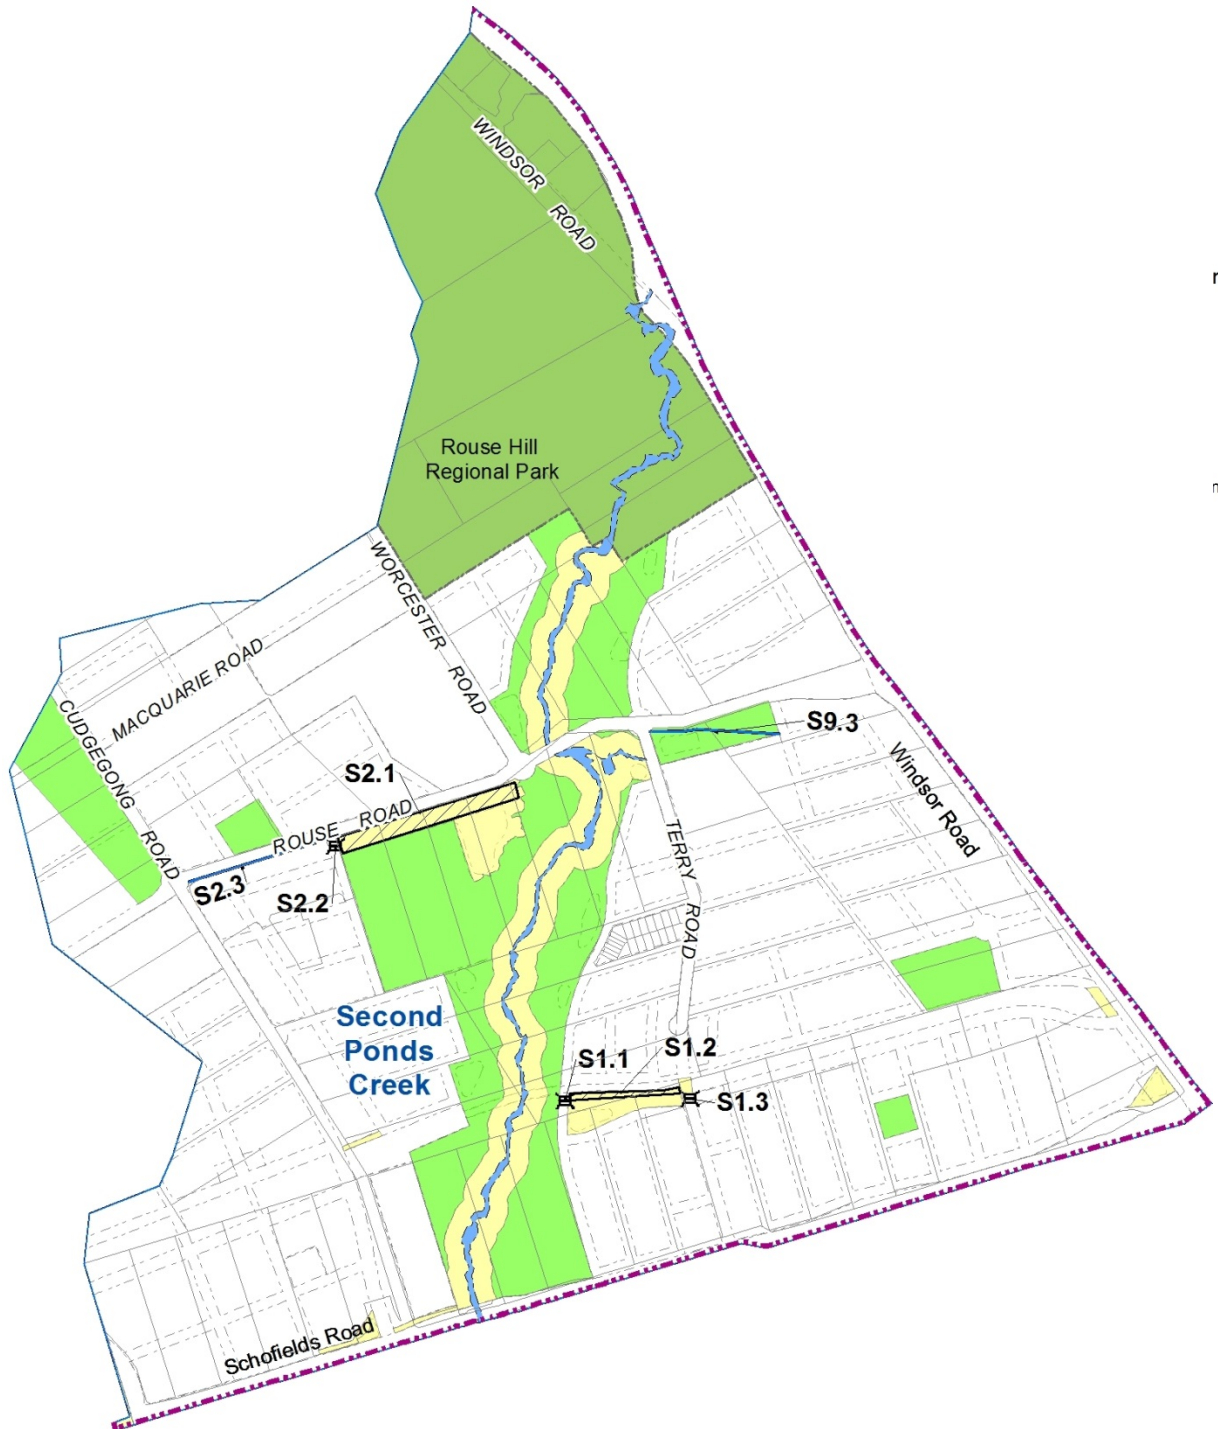 WINDSOR ROAD
r
Rouse Hill
Regional Park
WORCESTER ROAD
MACQUARIE ROAD
CUDGEGONG ROAD
S9.3
Windsor Road
S2.1
ROUSE ROAD
S2.3
S2.2
TERRY ROAD
Second
Ponds
Creek
S1.1
S1.2
S1.3
Schofields Road